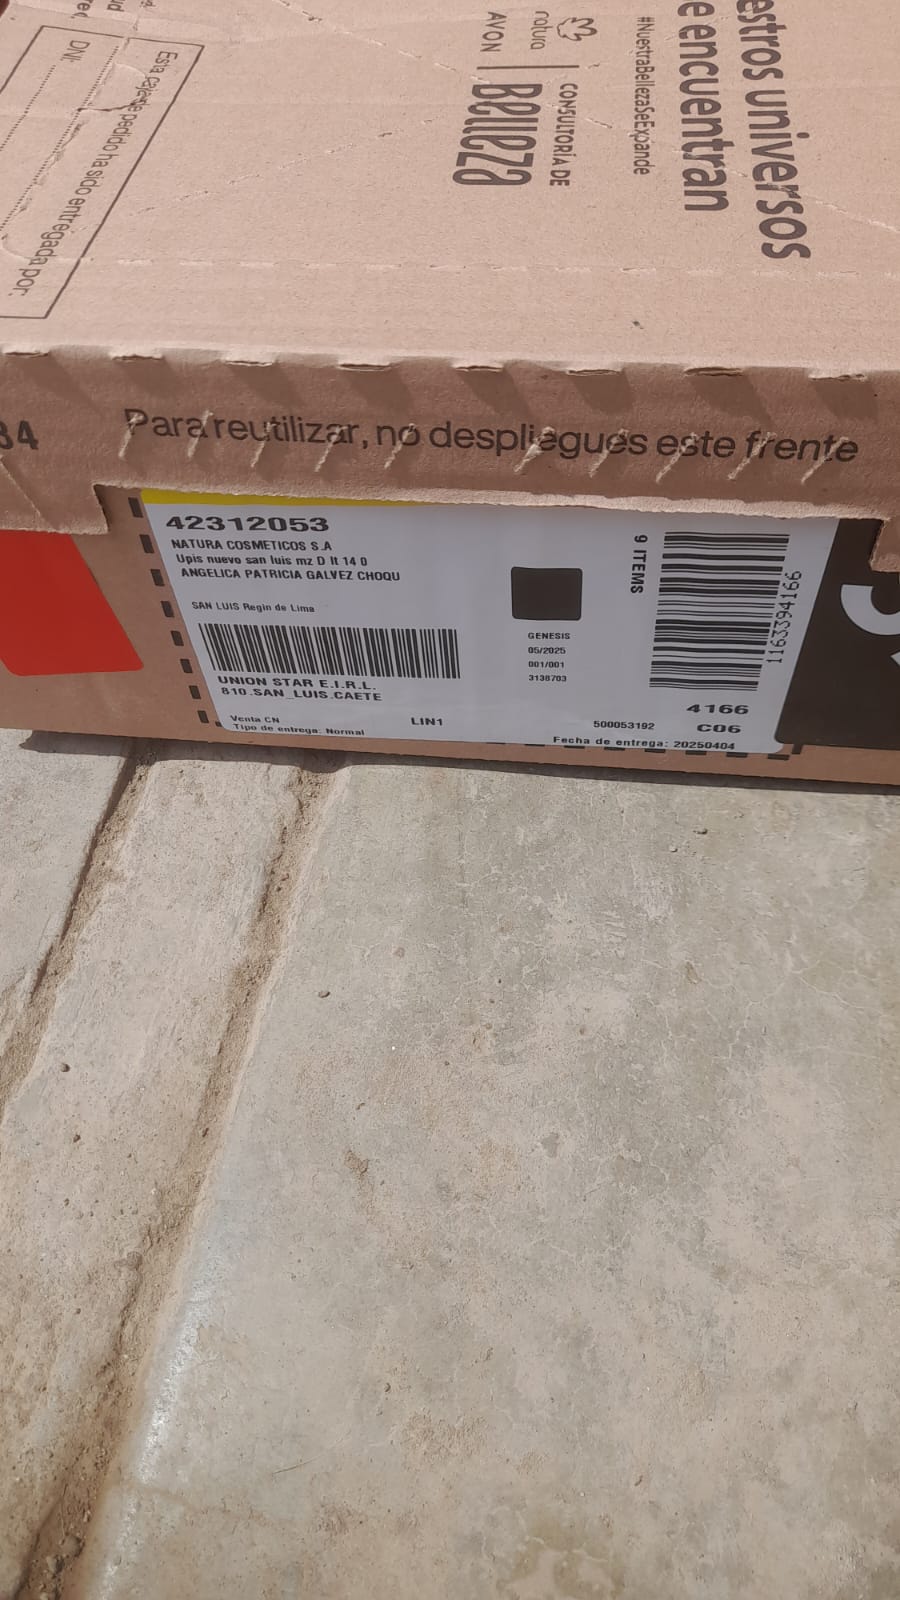 estros universos
e encuentran
#NuestraBellezaSeExpande
natura
AVON
CONSULTORÍA DE
Belleza
Esta caja de pedido ha sido entregada por:
DNI:
34
Para reutilizar, no despliegues este frente
42312053
NATURA COSMETICOS S.A
Upis nuevo san luis mz D lt 14 0
ANGELICA PATRICIA GALVEZ CHOQU
SAN LUIS Regin de Lima
UNION STAR E.I.R.L.
810.SAN_LUIS.CAETE
Venta CN
Tipo de entrega: Normal
LIN1
GENESIS
05/2025
001/001
3138703
9 ITEMS
1163394166
4166
500053192
C06
Fecha de entrega: 20250404